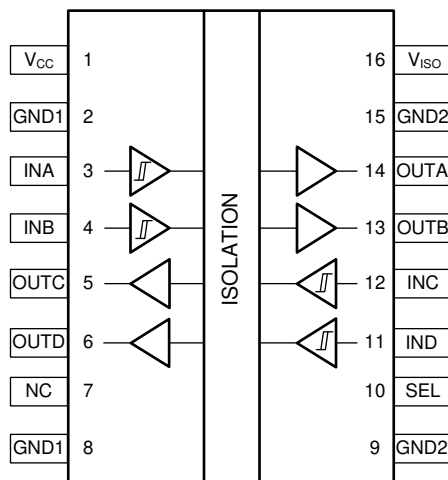 VCC 1 16 VISO
GND1 2 15 GND2
INA 3 14 OUTA
INB 4 13 OUTB
OUTC 5 12 INC
OUTD 6 11 IND
NC 7 10 SEL
GND1 8 9 GND2
ISOLATION